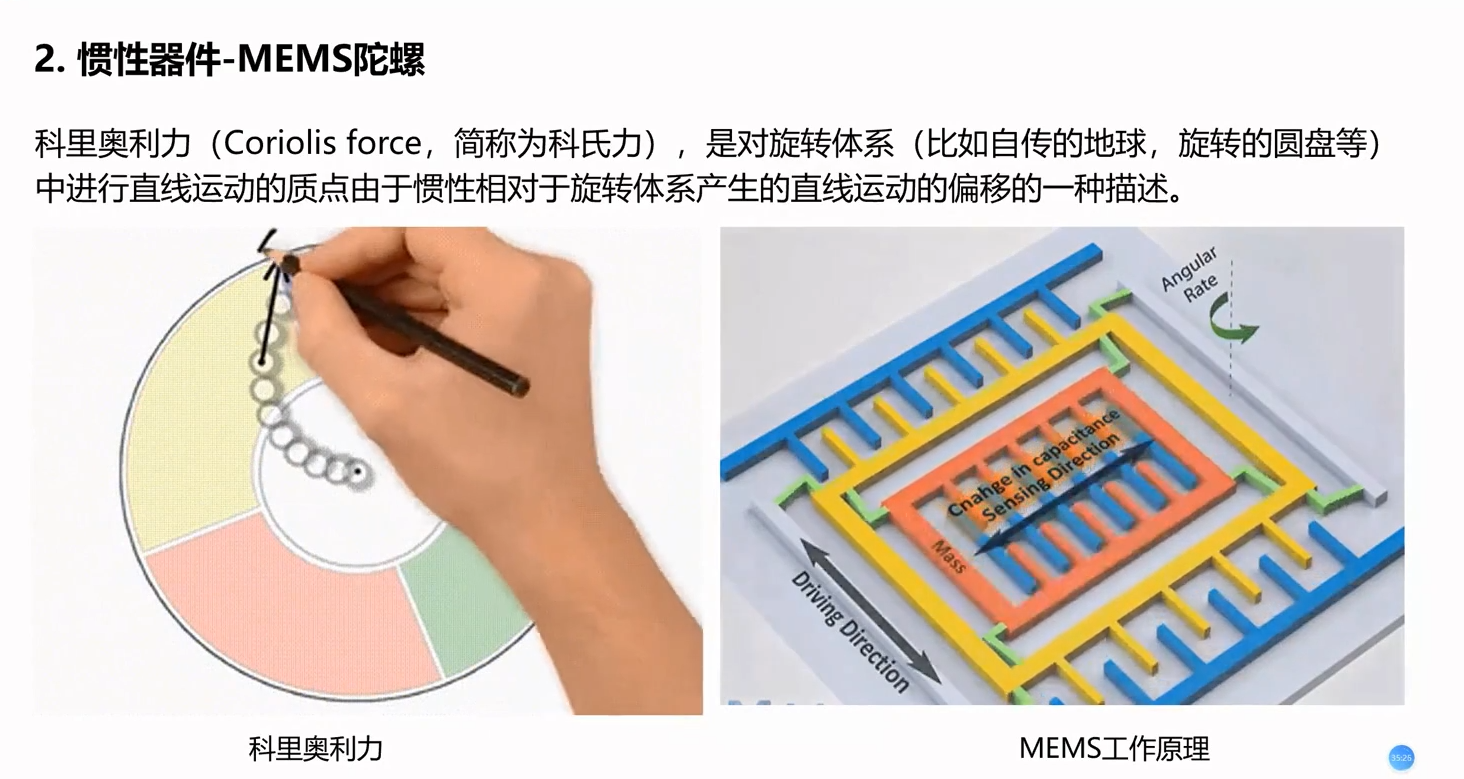 2. 惯性器件-MEMS陀螺
科里奥利力（Coriolis force，简称为科氏力），是对旋转体系（比如自传的地球，旋转的圆盘等）
中进行直线运动的质点由于惯性相对于旋转体系产生的直线运动的偏移的一种描述。
Angular
Rate
Cnahge in capacitance
Sensing Direction
Mass
Driving Direction
科里奥利力
MEMS工作原理
35:26